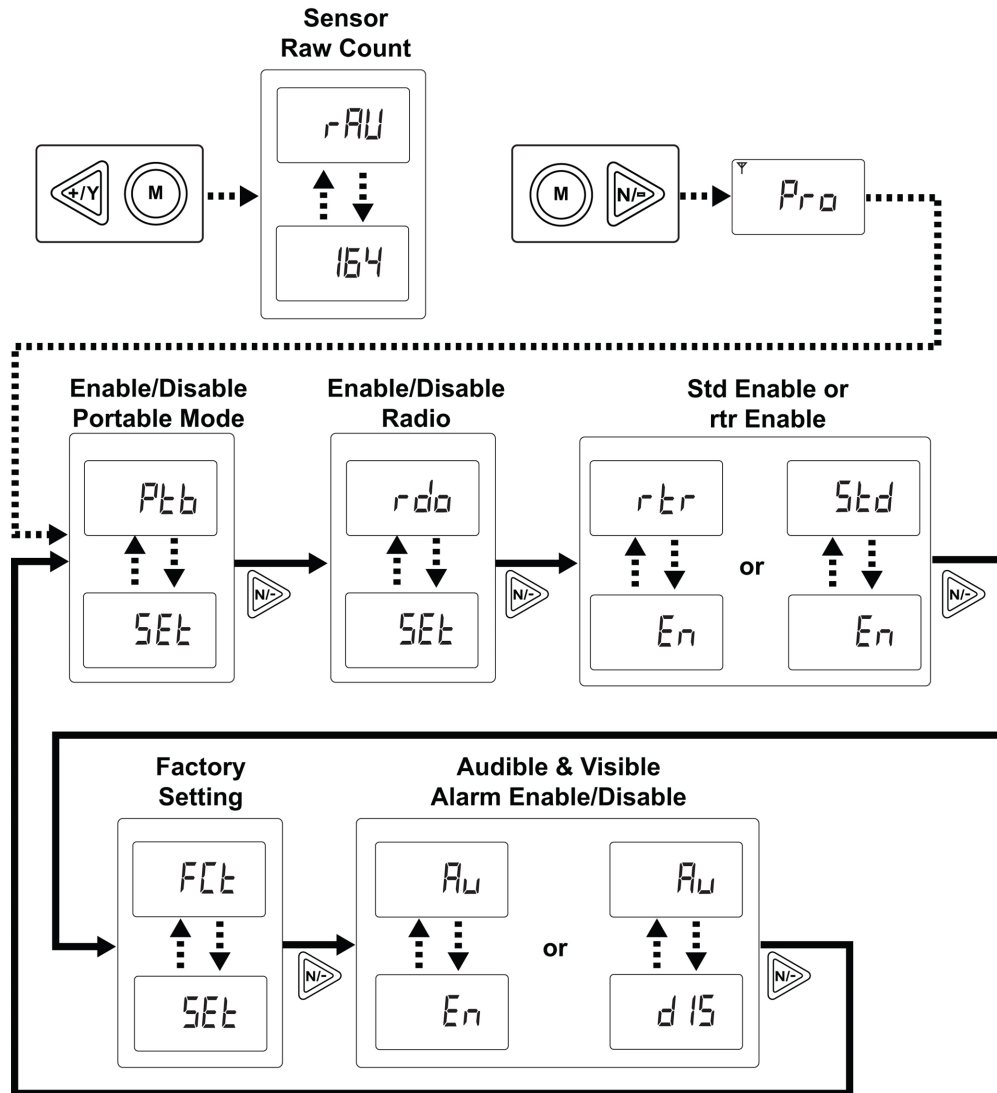 Sensor
Raw Count
rAU
164
+/Y
M
M
N/-
Pro
Enable/Disable
Portable Mode
Ptb
SEt
N/-
Enable/Disable
Radio
rdo
SEt
N/-
Std Enable or
rtr Enable
rtr
En
or
Std
En
N/-
Factory
Setting
FCt
SEt
N/-
Audible & Visible
Alarm Enable/Disable
Au
En
or
Au
dIS
N/-